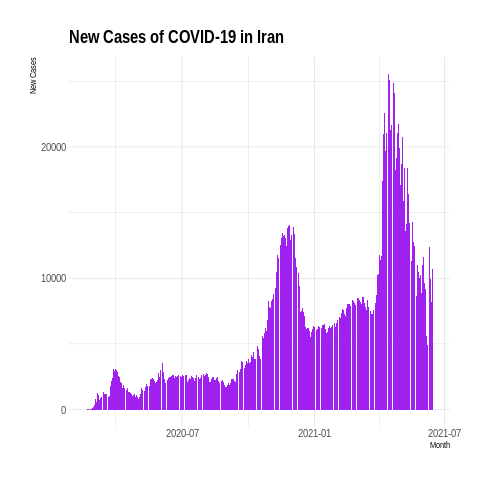 New Cases of COVID-19 in Iran
New Cases
20000
10000
0
2020-07
2021-01
2021-07
Month